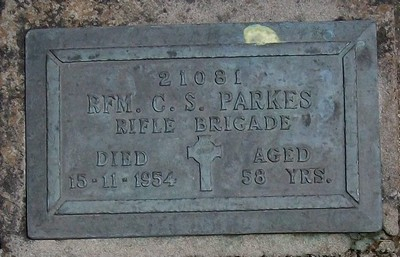 21081
RFM. C. S. PARKES
RIFLE BRIGADE
DIED AGED
15-11-1954 58 YRS.